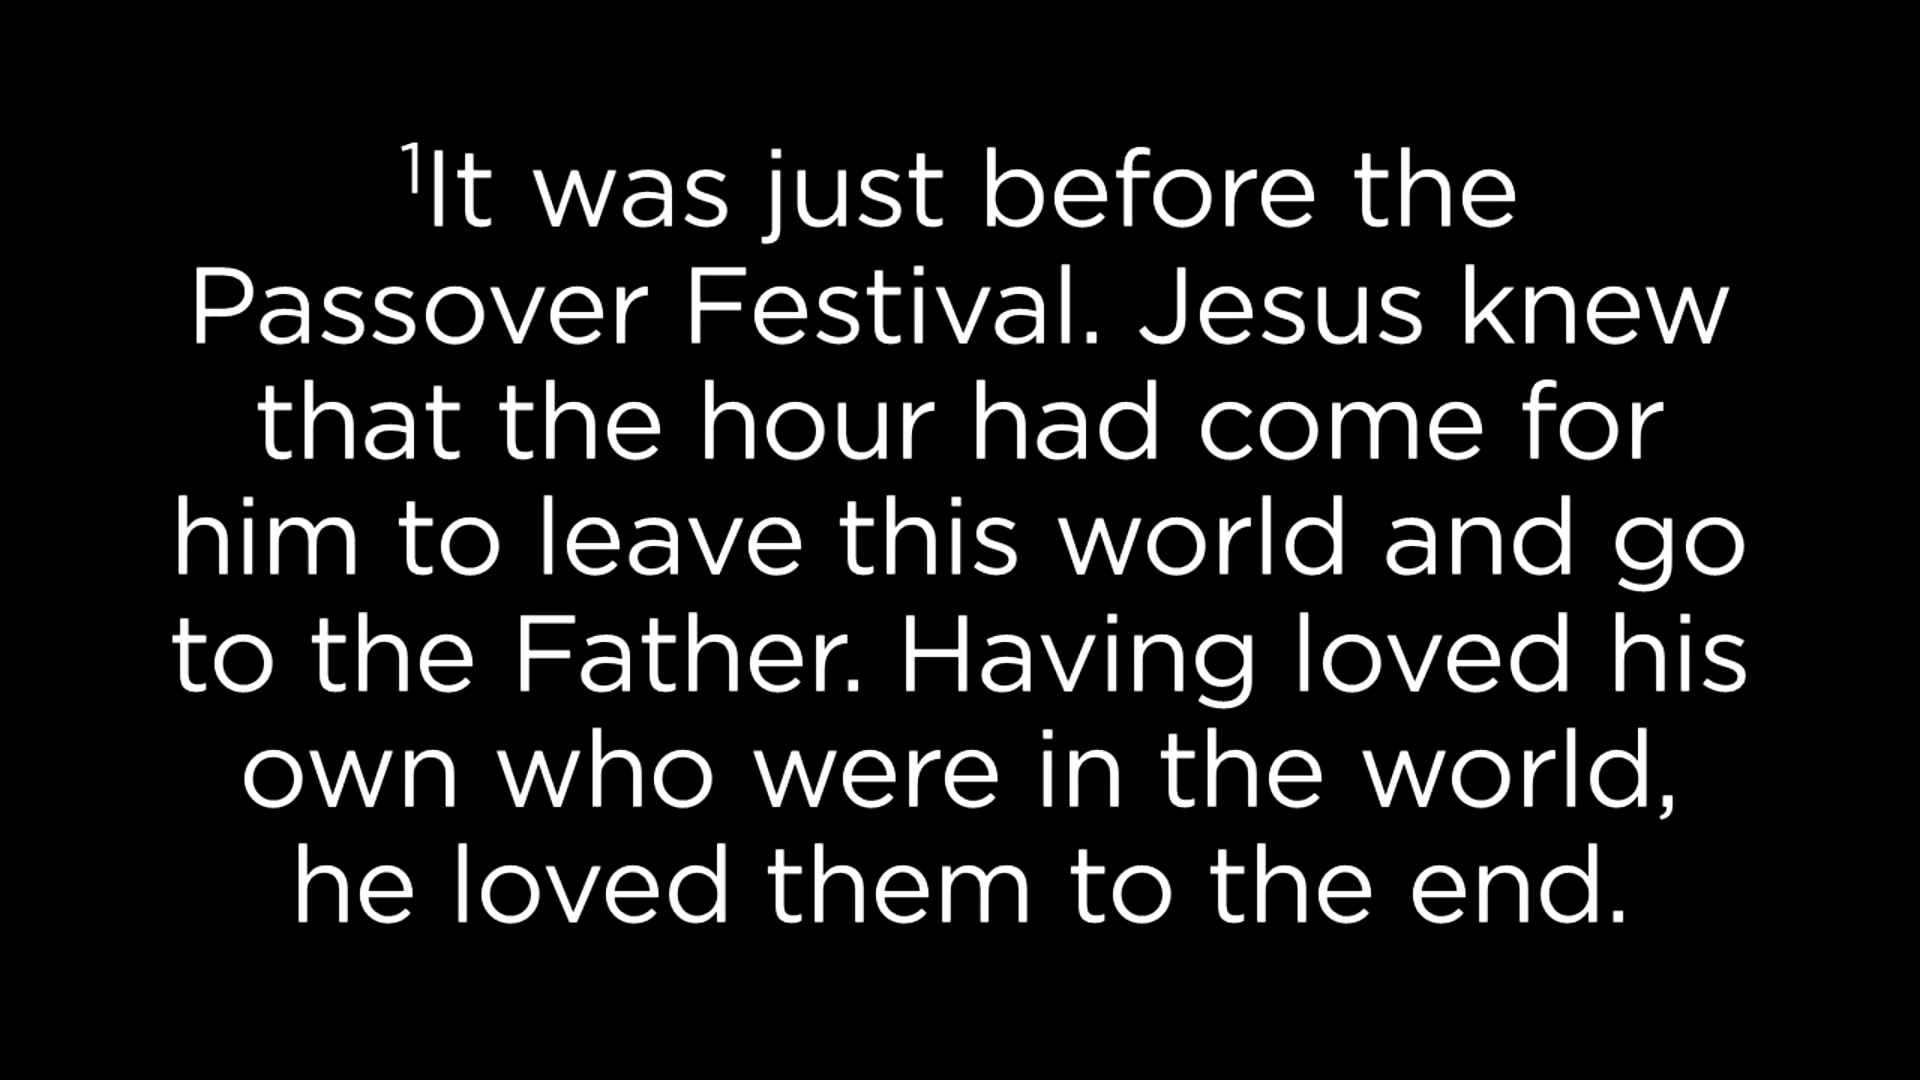 ¹It was just before the
Passover Festival. Jesus knew
that the hour had come for
him to leave this world and go
to the Father. Having loved his
own who were in the world,
he loved them to the end.